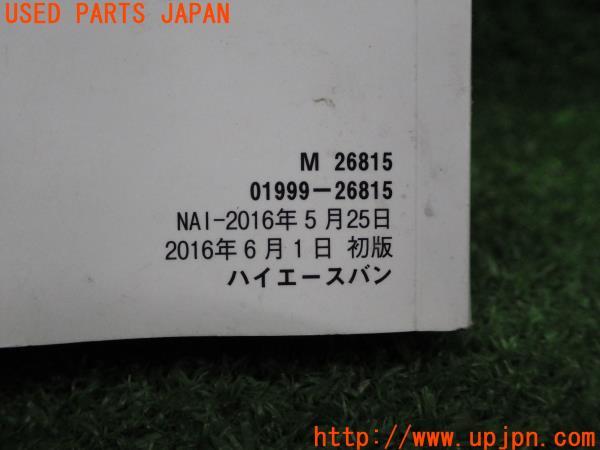 USED PARTS JAPAN
M 26815
01999-26815
NAI-2016年5月25日
2016年6月1日 初版
ハイエースバン
http://www.upjpn.com/